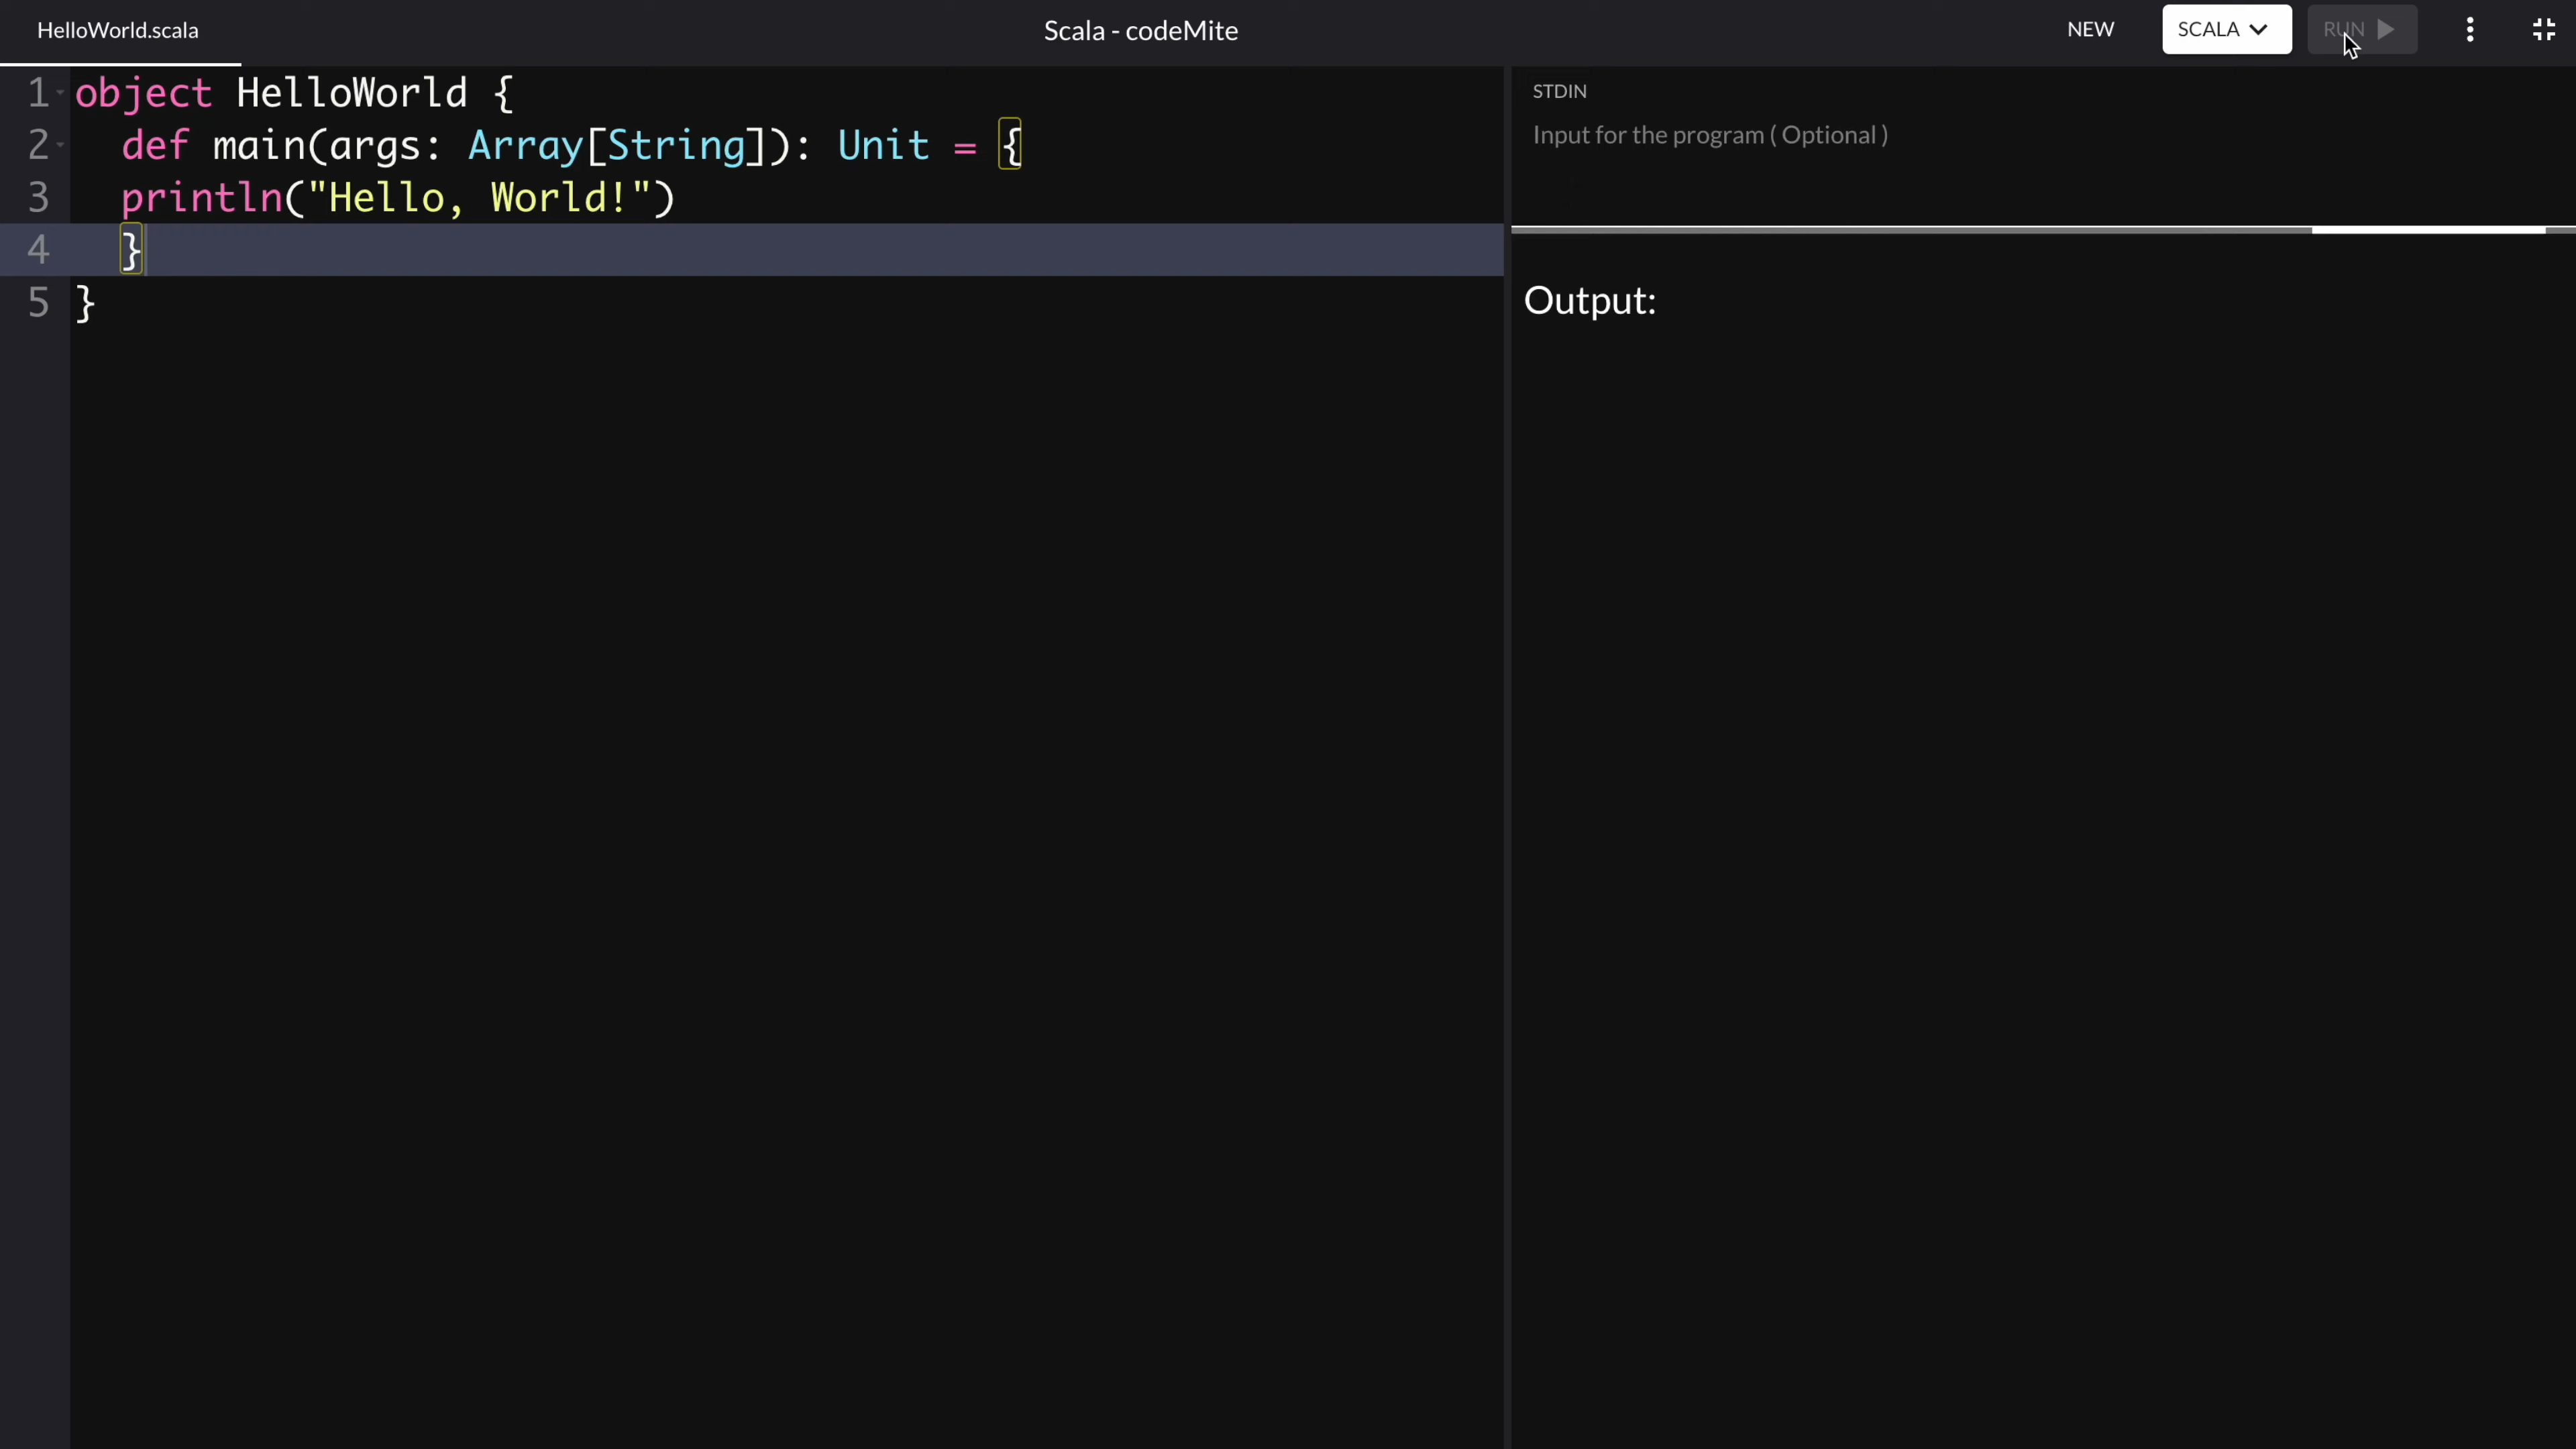 HelloWorld.scala
Scala - codeMite
NEW
SCALA
RUN
1 object HelloWorld {
2   def main(args: Array[String]): Unit = {
3   println("Hello, World!")
4   }
5 }
STDIN
Input for the program ( Optional )
Output: